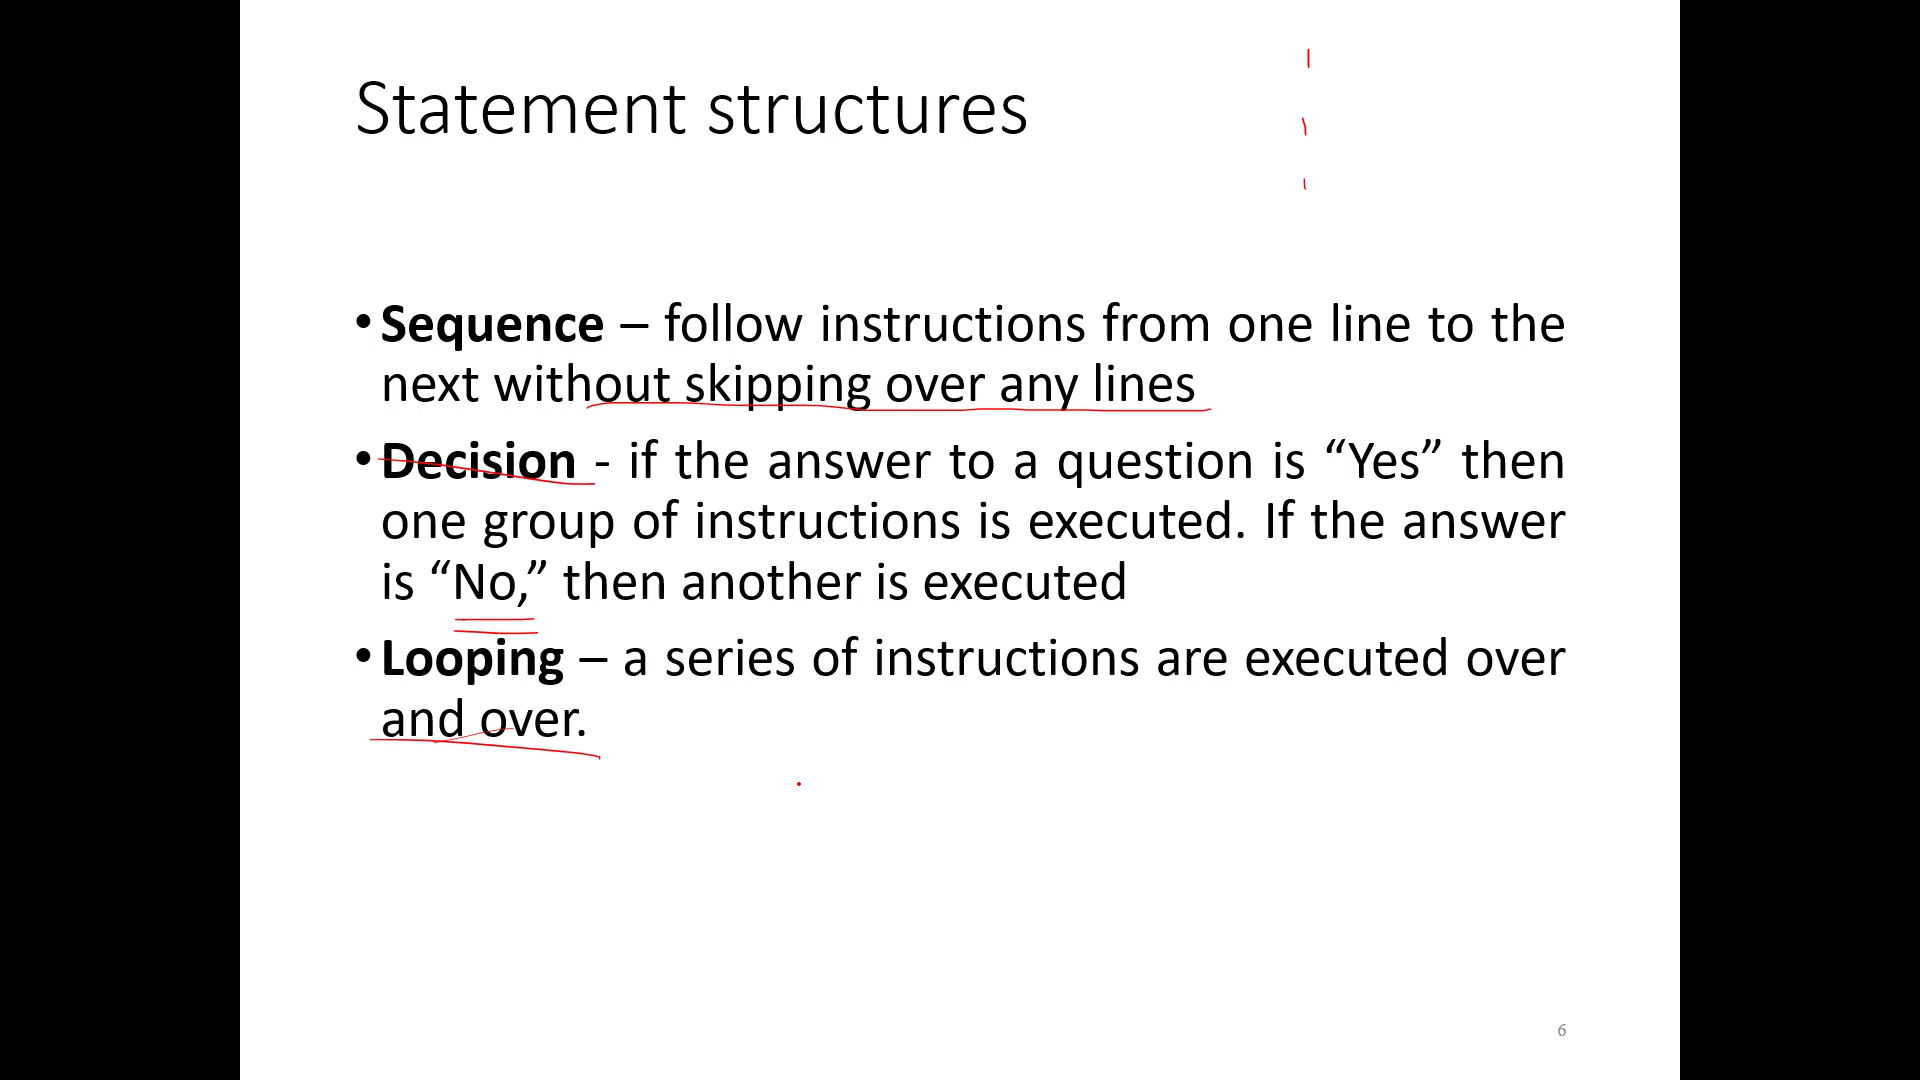 Statement structures
•Sequence – follow instructions from one line to the
next without skipping over any lines
•Decision - if the answer to a question is “Yes” then
one group of instructions is executed. If the answer
is “No,” then another is executed
•Looping – a series of instructions are executed over
and over.
6